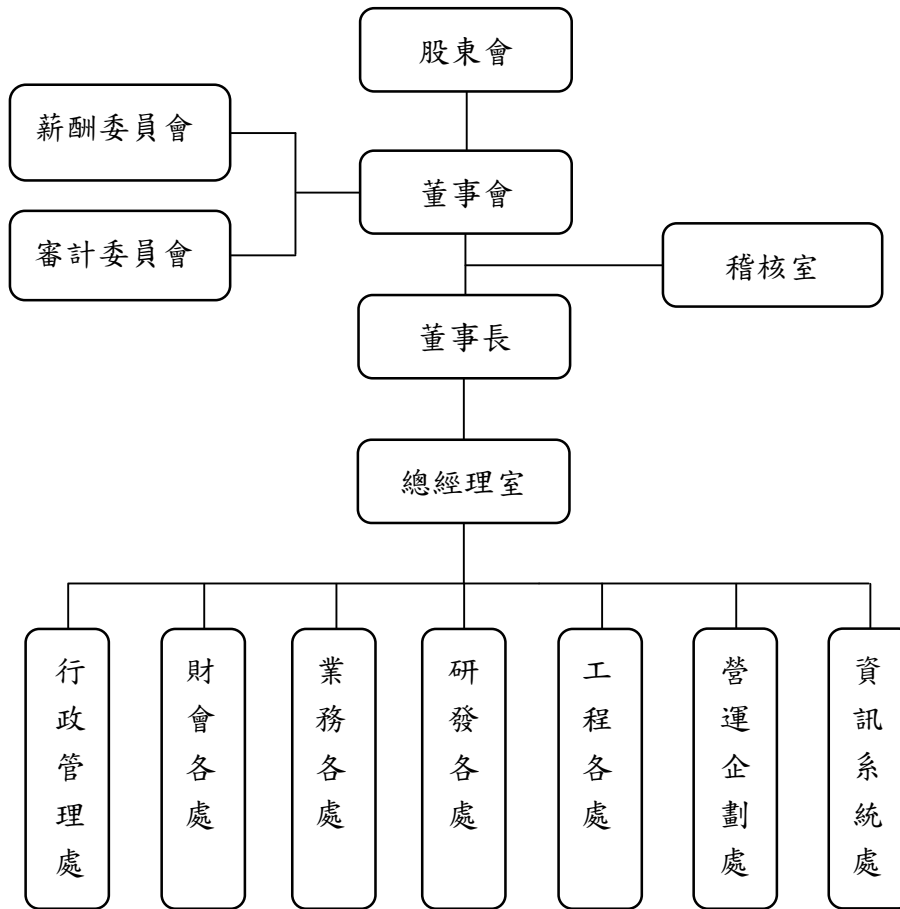 股東會
薪酬委員會
董事會
審計委員會
稽核室
董事長
總經理室
行政管理處
財會各處
業務各處
研發各處
工程各處
營運企劃處
資訊系統處